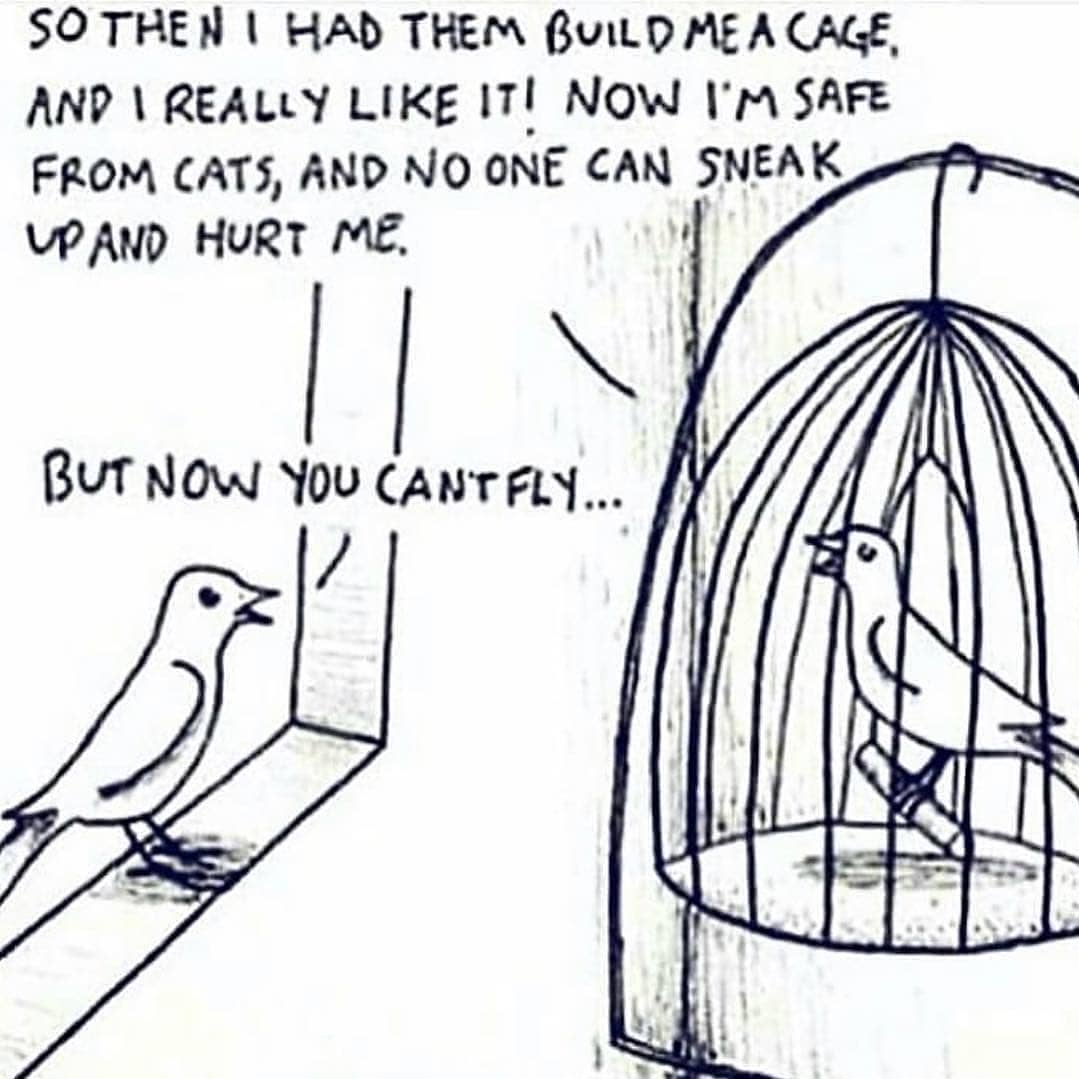 SO THEN I HAD THEM BUILD ME A CAGE,
AND I REALLY LIKE IT! NOW I'M SAFE
FROM CATS, AND NO ONE CAN SNEAK
UP AND HURT ME.
BUT NOW YOU CAN'T FLY...